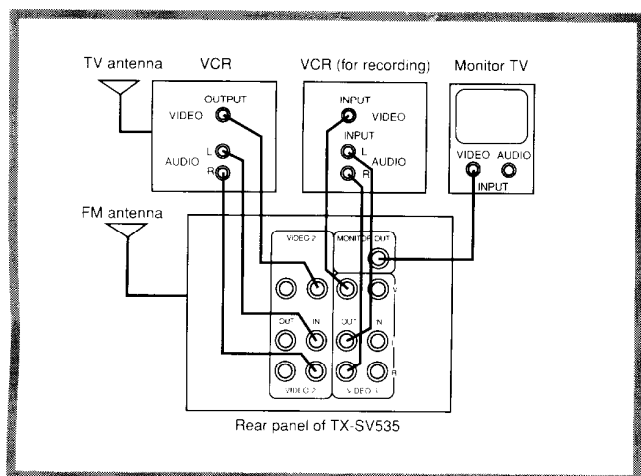 TV antenna VCR VCR (for recording) Monitor TV
OUTPUT INPUT
VIDEO VIDEO
INPUT
L L
AUDIO AUDIO
R R
VIDEO AUDIO
INPUT
FM antenna
VIDEO 2 MONITOR OUT
V
OUT IN OUT IN
L
R
VIDEO 2 VIDEO 1
Rear panel of TX-SV535